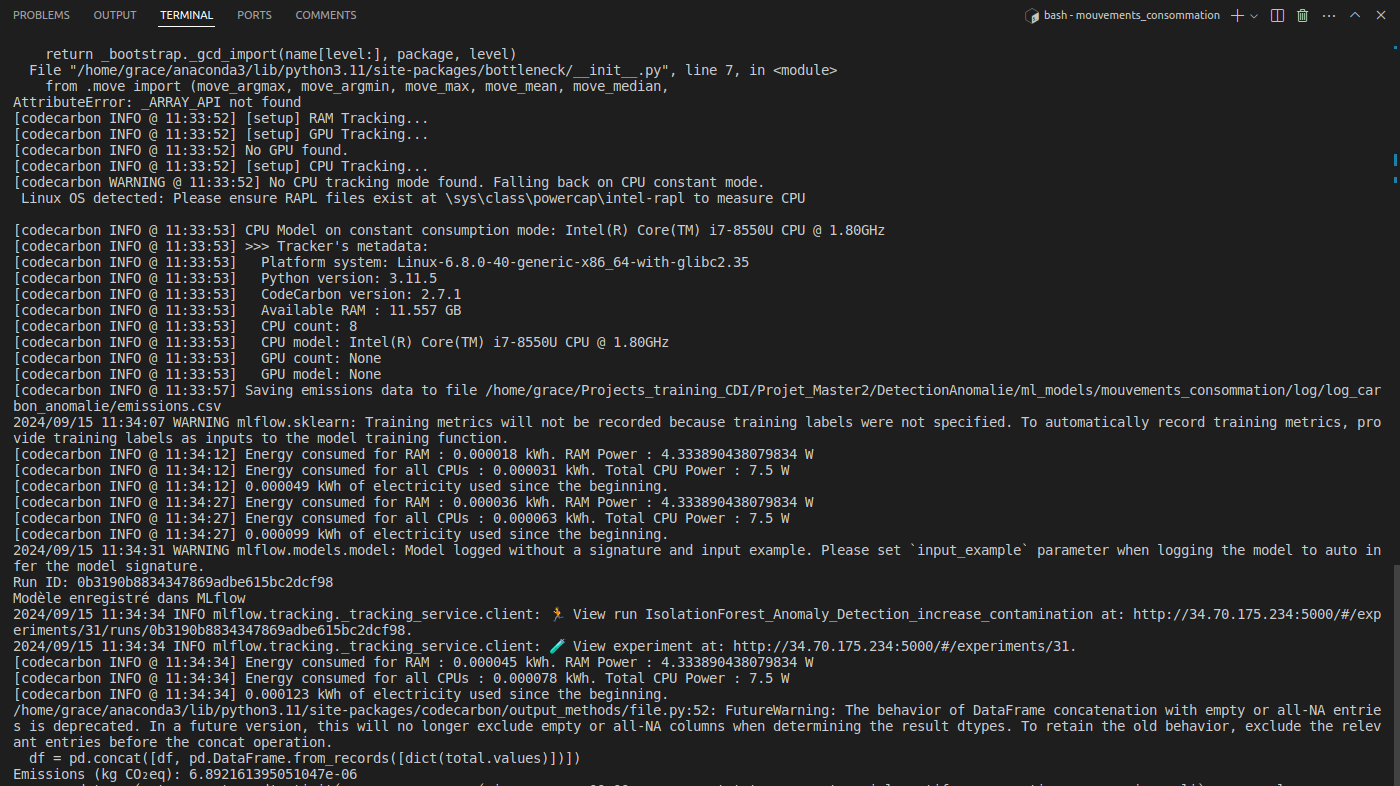 PROBLEMS OUTPUT TERMINAL PORTS COMMENTS bash - mouvements_consommation
return _bootstrap._gcd_import(name[level:], package, level)
File "/home/grace/anaconda3/lib/python3.11/site-packages/bottleneck/__init__.py", line 7, in <module>
from .move import (move_argmax, move_argmin, move_max, move_mean, move_median,
AttributeError: _ARRAY_API not found
[codecarbon INFO @ 11:33:52] [setup] RAM Tracking...
[codecarbon INFO @ 11:33:52] [setup] GPU Tracking...
[codecarbon INFO @ 11:33:52] No GPU found.
[codecarbon INFO @ 11:33:52] [setup] CPU Tracking...
[codecarbon WARNING @ 11:33:52] No CPU tracking mode found. Falling back on CPU constant mode.
Linux OS detected: Please ensure RAPL files exist at \sys\class\powercap\intel-rapl to measure CPU
[codecarbon INFO @ 11:33:53] CPU Model on constant consumption mode: Intel(R) Core(TM) i7-8550U CPU @ 1.80GHz
[codecarbon INFO @ 11:33:53] >>> Tracker's metadata:
[codecarbon INFO @ 11:33:53] Platform system: Linux-6.8.0-40-generic-x86_64-with-glibc2.35
[codecarbon INFO @ 11:33:53] Python version: 3.11.5
[codecarbon INFO @ 11:33:53] CodeCarbon version: 2.7.1
[codecarbon INFO @ 11:33:53] Available RAM : 11.557 GB
[codecarbon INFO @ 11:33:53] CPU count: 8
[codecarbon INFO @ 11:33:53] CPU model: Intel(R) Core(TM) i7-8550U CPU @ 1.80GHz
[codecarbon INFO @ 11:33:53] GPU count: None
[codecarbon INFO @ 11:33:53] GPU model: None
[codecarbon INFO @ 11:33:57] Saving emissions data to file /home/grace/Projects_training_CDI/Projet_Master2/DetectionAnomalie/ml_models/mouvements_consommation/log/log_car
bon_anomalie/emissions.csv
2024/09/15 11:34:07 WARNING mlflow.sklearn: Training metrics will not be recorded because training labels were not specified. To automatically record training metrics, pro
vide training labels as inputs to the model training function.
[codecarbon INFO @ 11:34:12] Energy consumed for RAM : 0.000018 kWh. RAM Power : 4.333890438079834 W
[codecarbon INFO @ 11:34:12] Energy consumed for all CPUs : 0.000031 kWh. Total CPU Power : 7.5 W
[codecarbon INFO @ 11:34:12] 0.000049 kWh of electricity used since the beginning.
[codecarbon INFO @ 11:34:27] Energy consumed for RAM : 0.000036 kWh. RAM Power : 4.333890438079834 W
[codecarbon INFO @ 11:34:27] Energy consumed for all CPUs : 0.000063 kWh. Total CPU Power : 7.5 W
[codecarbon INFO @ 11:34:27] 0.000099 kWh of electricity used since the beginning.
2024/09/15 11:34:31 WARNING mlflow.models.model: Model logged without a signature and input example. Please set `input_example` parameter when logging the model to auto in
fer the model signature.
Run ID: 0b3190b8834347869adbe615bc2dcf98
Modèle enregistré dans MLflow
2024/09/15 11:34:34 INFO mlflow.tracking._tracking_service.client: 🏃 View run IsolationForest_Anomaly_Detection_increase_contamination at: http://34.70.175.234:5000/#/exp
eriments/31/runs/0b3190b8834347869adbe615bc2dcf98.
2024/09/15 11:34:34 INFO mlflow.tracking._tracking_service.client: 🧪 View experiment at: http://34.70.175.234:5000/#/experiments/31.
[codecarbon INFO @ 11:34:34] Energy consumed for RAM : 0.000045 kWh. RAM Power : 4.333890438079834 W
[codecarbon INFO @ 11:34:34] Energy consumed for all CPUs : 0.000078 kWh. Total CPU Power : 7.5 W
[codecarbon INFO @ 11:34:34] 0.000123 kWh of electricity used since the beginning.
/home/grace/anaconda3/lib/python3.11/site-packages/codecarbon/output_methods/file.py:52: FutureWarning: The behavior of DataFrame concatenation with empty or all-NA entrie
s is deprecated. In a future version, this will no longer exclude empty or all-NA columns when determining the result dtypes. To retain the old behavior, exclude the relev
ant entries before the concat operation.
df = pd.concat([df, pd.DataFrame.from_records([dict(total.values)])])
Emissions (kg CO₂eq): 6.892161395051047e-06